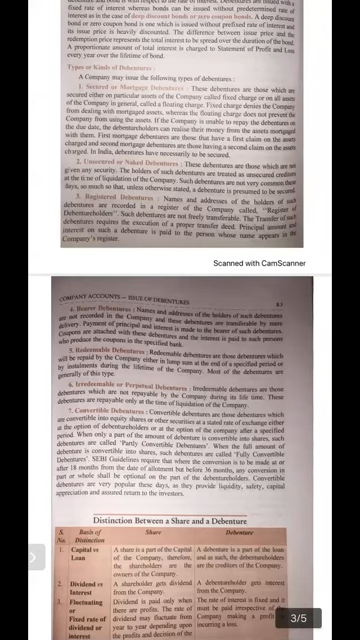 debenture and bond is with respect to the rate of interest. Debentures are issued with a
fixed rate of interest whereas bonds can be issued without predetermined rate of
interest as in the case of deep discount bonds or zero coupon bonds. A deep discount
bond or zero coupon bond is one which is issued without prefixed rate of interest and
its issue price is heavily discounted. The difference between issue price and the
redemption price represents the total interest to be spread over the duration of the bond.
A proportionate amount of total interest is charged to Statement of Profit and Loss
every year over the lifetime of bond.
Types or Kinds of Debentures :
A Company may issue the following types of debentures :
1. Secured or Mortgage Debentures : These debentures are those which are
secured either on particular assets of the Company called fixed charge or on all assets
of the Company in general, called a floating charge. Fixed charge denies the Company
from dealing with mortgaged assets, whereas the floating charge does not prevent the
Company from using the assets. If the Company is unable to repay the debentures on
the due date, the debentureholders can realise their money from the assets mortgaged
with them. First mortgage debentures are those that have a first claim on the assets
charged and second mortgage debentures are those having a second claim on the assets
charged. In India, debentures have necessarily to be secured.
2. Unsecured or Naked Debentures : These debentures are those which are not
given any security. The holders of such debentures are treated as unsecured creditors
at the time of liquidation of the Company. Such debentures are not very common these
days, so much so that, unless otherwise stated, a debenture is presumed to be secured.
3. Registered Debentures : Names and addresses of the holders of such
debentures are recorded in a register of the Company called, "Register of
Debentureholders". Such debentures are not freely transferable. The Transfer of such
debentures requires the execution of a proper transfer deed. Principal amount and
interest on such a debenture is paid to the person whose name appears in the
Company's register.
Scanned with CamScanner
COMPANY ACCOUNTS — ISSUE OF DEBENTURES
8.3
4. Bearer Debentures : Names and addresses of the holders of such debentures
are not recorded in the Company and these debentures are transferable by mere
delivery. Payment of principal and interest is made to the bearer of such debentures.
Coupons are attached with these debentures and the interest is paid to such persons
who produce the coupons in the specified bank.
5. Redeemable Debentures : Redeemable debentures are those debentures which
will be repaid by the Company either in lump sum at the end of a specified period or
by instalments during the lifetime of the Company. Most of the debentures are
generally of this type.
6. Irredeemable or Perpetual Debentures : Irredeemable debentures are those
debentures which are not repayable by the Company during its life time. These
debentures are repayable only at the time of liquidation of the Company.
7. Convertible Debentures : Convertible debentures are those debentures which
are convertible into equity shares or other securities at a stated rate of exchange either
at the option of debentureholders or at the option of the company after a specified
period. When only a part of the amount of debenture is convertible into shares, such
debentures are called 'Partly Convertible Debentures'. When the full amount of
debenture is convertible into shares, such debentures are called 'Fully Convertible
Debentures'. SEBI Guidelines require that where the conversion is to be made at or
after 18 months from the date of allotment but before 36 months, any conversion in
part or whole shall be optional on the part of the debentureholders. Convertible
debentures are very popular these days, as they provide liquidity, safety, capital
appreciation and assured return to the investors.
Distinction Between a Share and a Debenture
S. No. Basis of Distinction Share Debenture
1. Capital vs Loan A share is a part of the Capital of the Company, therefore, the shareholders are the owners of the Company. A debenture is a part of the loan and as such, the debentureholders are the creditors of the Company.
2. Dividend vs Interest A shareholder gets dividend from the Company. A debentureholder gets interest from the Company.
3. Fluctuating or Fixed rate of dividend or interest Dividend is paid only when there are profits. The rate of dividend may fluctuate from year to year depending upon the profits and decision of the The rate of interest is fixed and it must be paid irrespective of Company making a profit or incurring a loss.
3/5